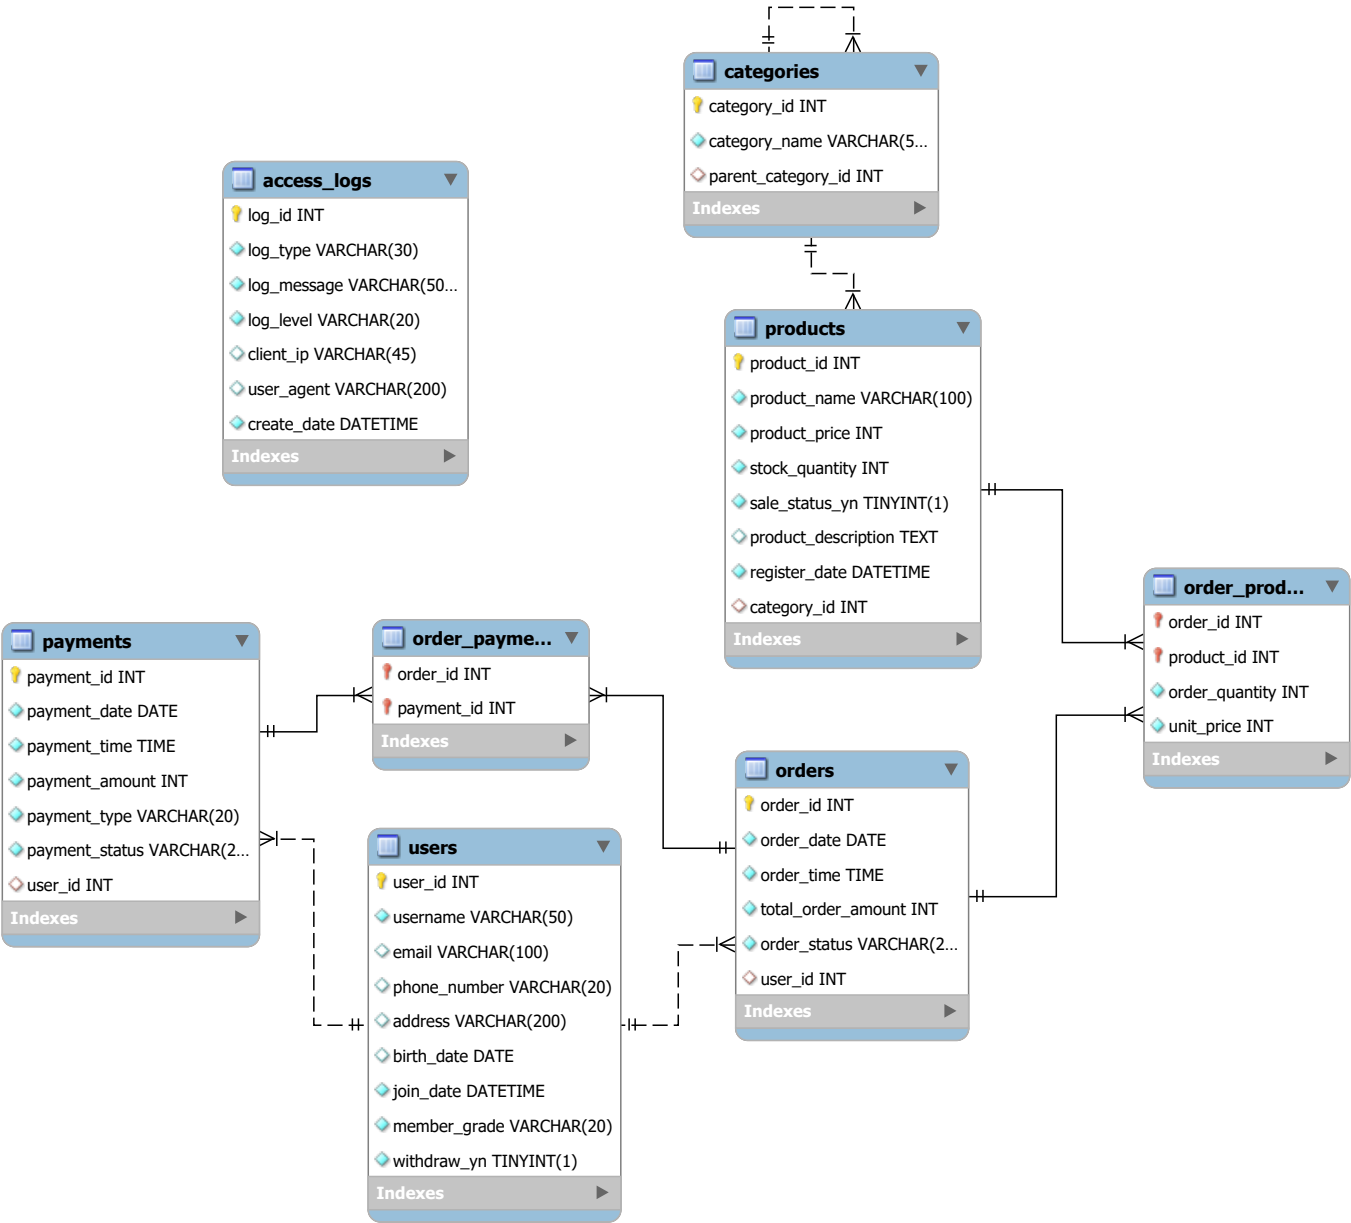 categories
category_id INT
category_name VARCHAR(5...
parent_category_id INT
Indexes
access_logs
log_id INT
log_type VARCHAR(30)
log_message VARCHAR(50...
log_level VARCHAR(20)
client_ip VARCHAR(45)
user_agent VARCHAR(200)
create_date DATETIME
Indexes
products
product_id INT
product_name VARCHAR(100)
product_price INT
stock_quantity INT
sale_status_yn TINYINT(1)
product_description TEXT
register_date DATETIME
category_id INT
Indexes
order_prod...
order_id INT
product_id INT
order_quantity INT
unit_price INT
Indexes
payments
payment_id INT
payment_date DATE
payment_time TIME
payment_amount INT
payment_type VARCHAR(20)
payment_status VARCHAR(2...
user_id INT
Indexes
order_payme...
order_id INT
payment_id INT
Indexes
orders
order_id INT
order_date DATE
order_time TIME
total_order_amount INT
order_status VARCHAR(2...
user_id INT
Indexes
users
user_id INT
username VARCHAR(50)
email VARCHAR(100)
phone_number VARCHAR(20)
address VARCHAR(200)
birth_date DATE
join_date DATETIME
member_grade VARCHAR(20)
withdraw_yn TINYINT(1)
Indexes